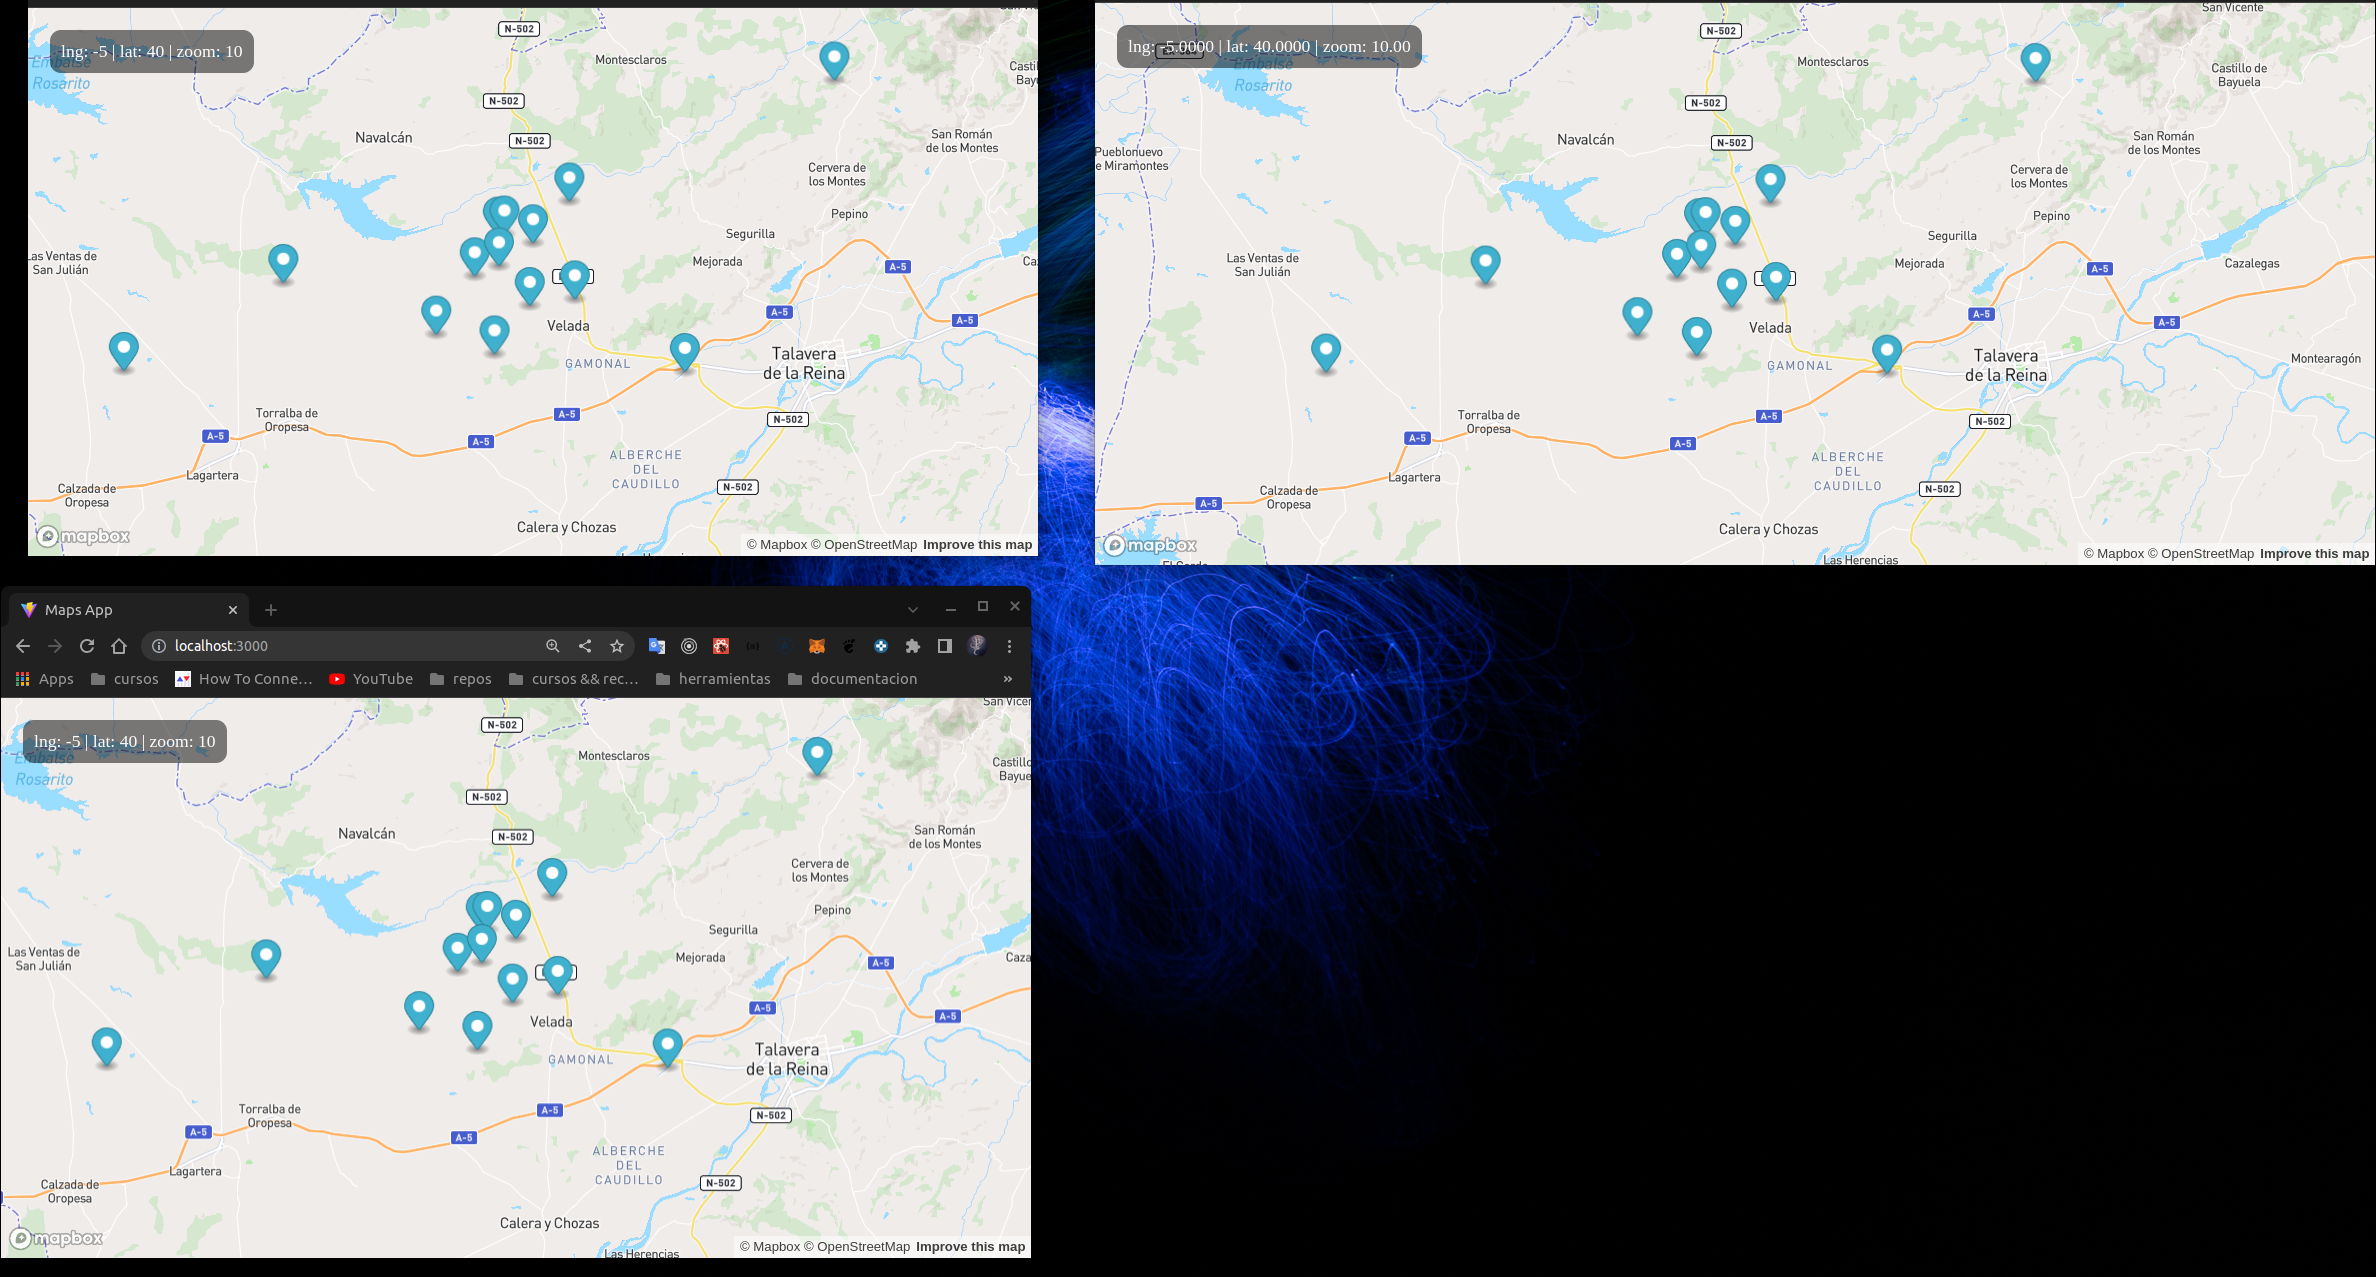 lng: -5 | lat: 40 | zoom: 10
Embalse
Rosarito
N-502
Montesclaros
N-502
N-502
Navalcán
San Román
de los Montes
Cervera de
los Montes
Pepino
Segurilla
Mejorada
A-5
Las Ventas de
San Julián
A-5
A-5
Velada
GAMONAL
Talavera
de la Reina
Torralba de
Oropesa
A-5
A-5
A-5
N-502
Lagartera
ALBERCHE
DEL
CAUDILLO
N-502
Calzada de
Oropesa
Calera y Chozas
mapbox
© Mapbox © OpenStreetMap Improve this map
lng: -5.0000 | lat: 40.0000 | zoom: 10.00
Embalse
Rosarito
N-502
San Vicente
Montesclaros
Castillo de
Bayuela
N-502
N-502
Navalcán
San Román
de los Montes
Pueblonuevo
de Miramontes
Cervera de
los Montes
Pepino
Segurilla
Mejorada
A-5
Cazalegas
Las Ventas de
San Julián
A-5
A-5
Velada
GAMONAL
Talavera
de la Reina
Montearagón
Torralba de
Oropesa
A-5
A-5
A-5
N-502
Lagartera
ALBERCHE
DEL
CAUDILLO
N-502
Calzada de
Oropesa
A-5
Calera y Chozas
Las Herencias
El Gordo
mapbox
© Mapbox © OpenStreetMap Improve this map
Maps App
localhost:3000
Apps cursos How To Conne... YouTube repos cursos && rec... herramientas documentacion »
lng: -5 | lat: 40 | zoom: 10
Embalse
Rosarito
N-502
San Vicen
Montesclaros
Castillo
Bayue
N-502
N-502
Navalcán
San Román
de los Montes
Cervera de
los Montes
Pepino
Segurilla
Mejorada
A-5
Caza
Las Ventas de
San Julián
A-5
A-5
Velada
GAMONAL
Talavera
de la Reina
Torralba de
Oropesa
A-5
A-5
A-5
N-502
Lagartera
ALBERCHE
DEL
CAUDILLO
N-502
Calzada de
Oropesa
Calera y Chozas
Las Herencias
mapbox
© Mapbox © OpenStreetMap Improve this map